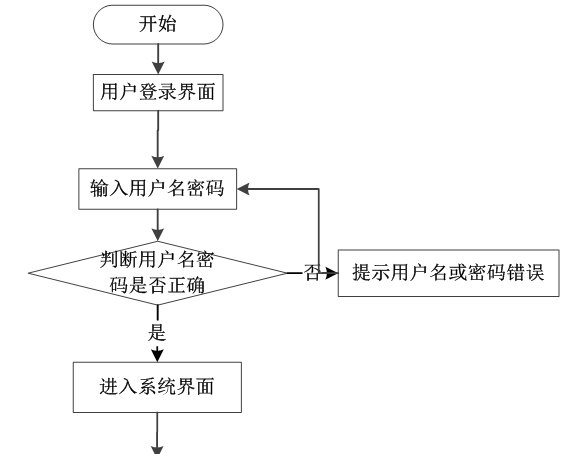 开始
用户登录界面
输入用户名密码
判断用户名密
码是否正确
否
提示用户名或密码错误
是
进入系统界面